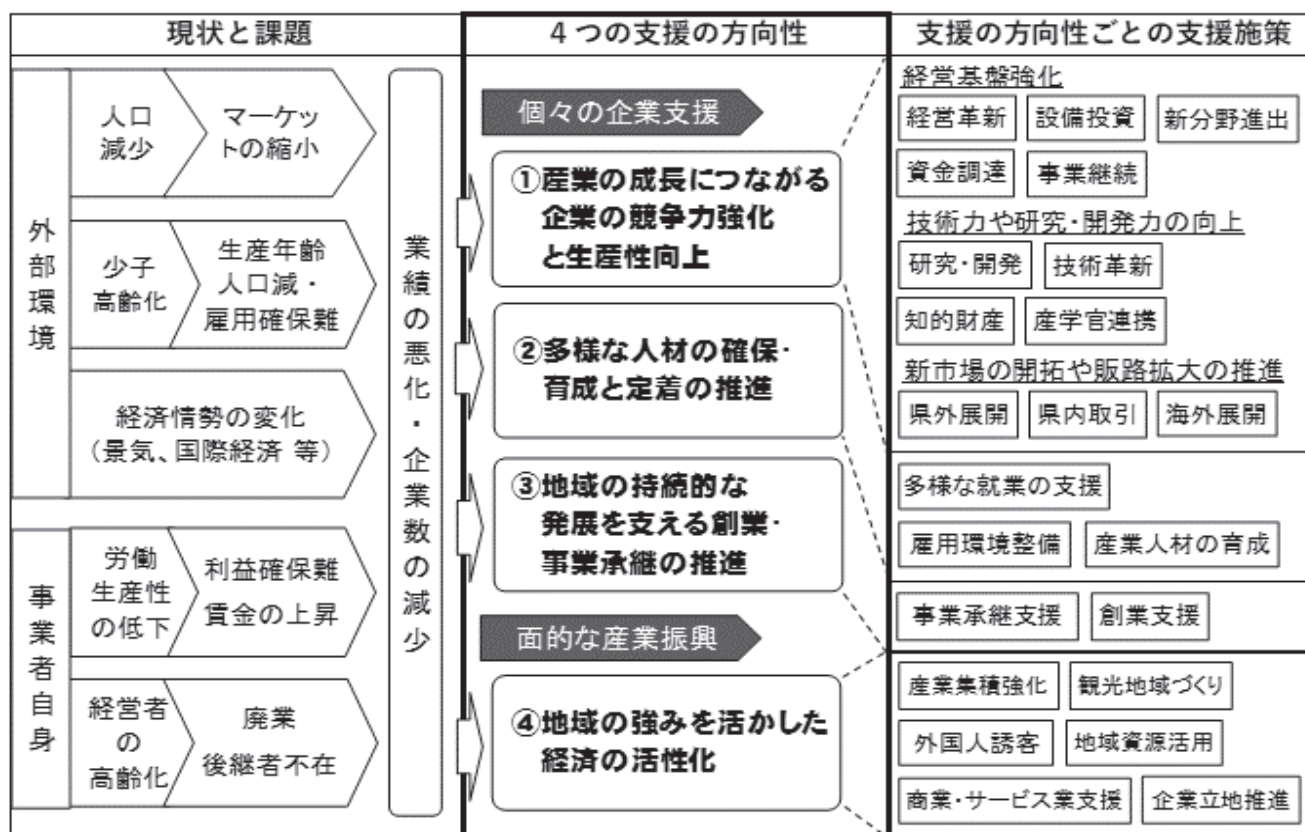 現状と課題
外部環境
人口
減少
マーケッ
トの縮小
少子
高齢化
生産年齢
人口減・
雇用確保難
経済情勢の変化
(景気、国際経済 等)
事業者自身
労働
生産性
の低下
利益確保難
賃金の上昇
経営者
の
高齢化
廃業
後継者不在
業績の悪化・企業数の減少
4つの支援の方向性
個々の企業支援
①産業の成長につながる
企業の競争力強化
と生産性向上
②多様な人材の確保・
育成と定着の推進
③地域の持続的な
発展を支える創業・
事業承継の推進
面的な産業振興
④地域の強みを活かした
経済の活性化
支援の方向性ごとの支援施策
経営基盤強化
経営革新 設備投資 新分野進出
資金調達 事業継続
技術力や研究・開発力の向上
研究・開発 技術革新
知的財産 産学官連携
新市場の開拓や販路拡大の推進
県外展開 県内取引 海外展開
多様な就業の支援
雇用環境整備 産業人材の育成
事業承継支援 創業支援
産業集積強化 観光地域づくり
外国人誘客 地域資源活用
商業・サービス業支援 企業立地推進